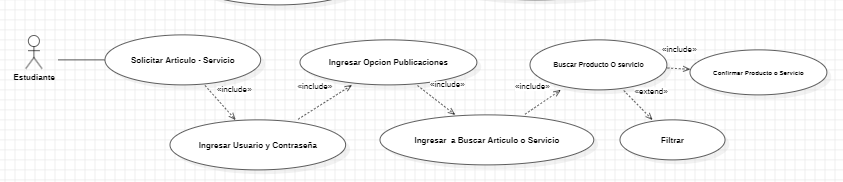 «include»
Solicitar Articulo - Servicio
Ingresar Opcion Publicaciones
Buscar Producto O servicio
Confirmar Producto o Servicio
Estudiante
«include»
«include»
«include»
«include»
«extend»
Ingresar Usuario y Contraseña
Ingresar a Buscar Articulo o Servicio
Filtrar